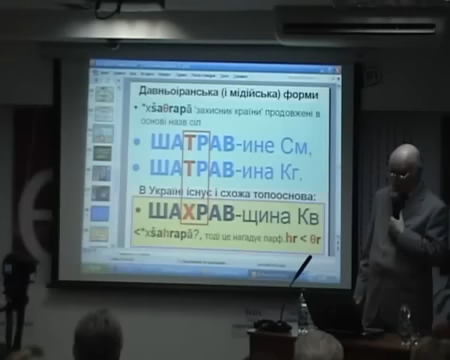 Давньоіранська (і мідійська) форми
• *xšaθrapā 'захисник країни' продовжені в
основі назв сіл
• ШАТРАВ-ине См,
• ШАТРАВ-ина Кг.
В Україні існує і схожа топооснова:
• ШАХРАВ-щина Кв
<*xšahrapā?, тоді це нагадує парф.hr < θr